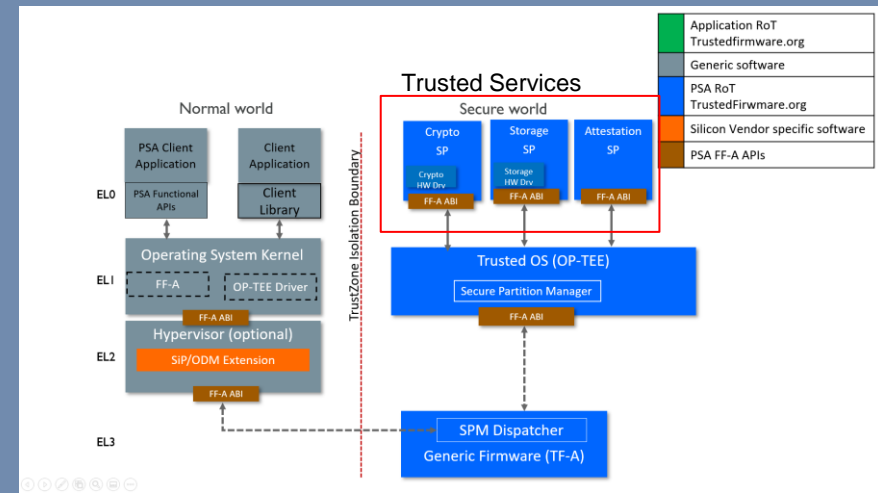 Application RoT
Trustedfirmware.org
Generic software
PSA RoT
TrustedFirwmare.org
Silicon Vendor specific software
PSA FF-A APIs
Trusted Services
Normal world
Secure world
PSA Client
Application
Client
Application
Crypto
SP
Storage
SP
Attestation
SP
Crypto
HW Drv
Storage
HW Drv
EL0
PSA Functional
APIs
Client
Library
FF-A ABI
FF-A ABI
FF-A ABI
TrustZone Isolation Boundary
Operating System Kernel
Trusted OS (OP-TEE)
EL1
FF-A
OP-TEE Driver
Secure Partition Manager
FF-A ABI
FF-A ABI
Hypervisor (optional)
EL2
SiP/ODM Extension
FF-A ABI
EL3
SPM Dispatcher
Generic Firmware (TF-A)